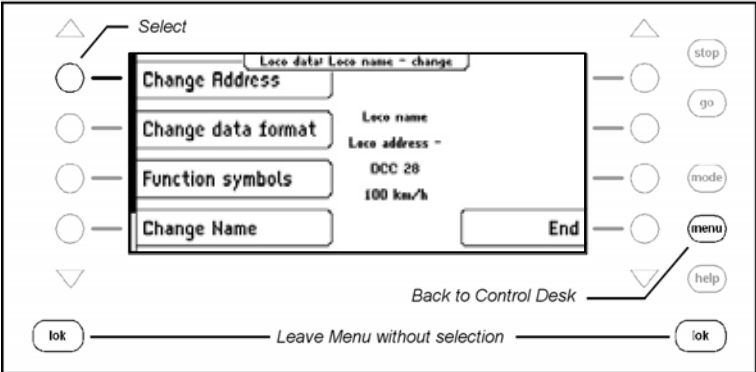 Select
stop
Loco data: Loco name - change
Change Address
go
Change data format
Loco name
Loco address -
Function symbols
DCC 28
100 km/h
mode
Change Name
End
menu
help
Back to Control Desk
lok
Leave Menu without selection
lok